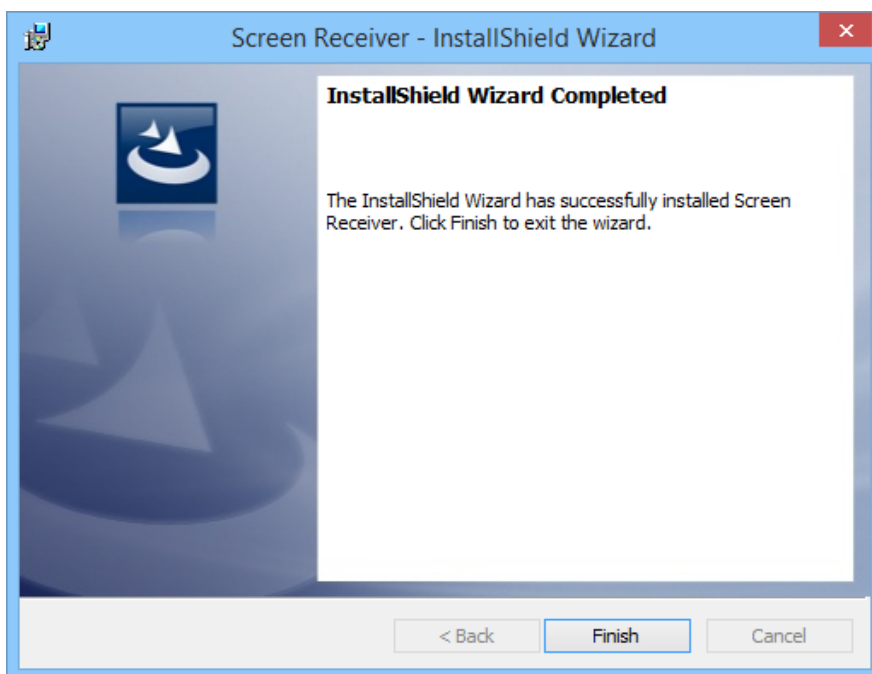 Screen Receiver - InstallShield Wizard
InstallShield Wizard Completed
The InstallShield Wizard has successfully installed Screen
Receiver. Click Finish to exit the wizard.
< Back
Finish
Cancel